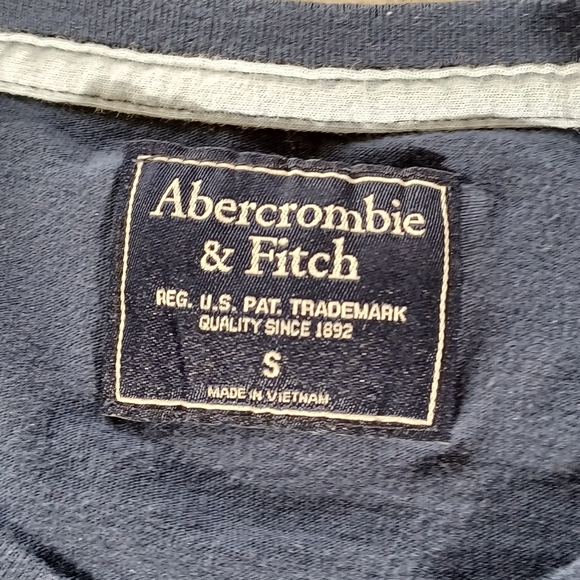 Abercrombie
& Fitch
REG. U.S. PAT. TRADEMARK
QUALITY SINCE 1892
S
MADE IN VIETNAM